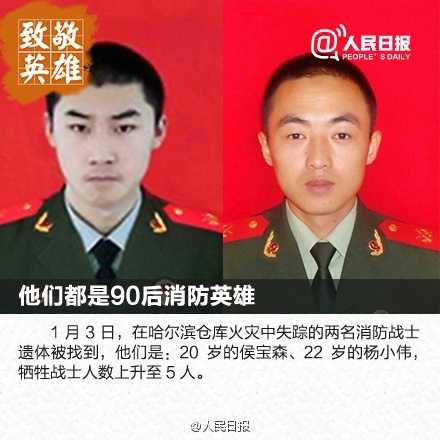 致敬
英雄
@人民日报
PEOPLE'S DAILY
他们都是90后消防英雄
1月3日，在哈尔滨仓库火灾中失踪的两名消防战士
遗体被找到，他们是：20 岁的侯宝森、22 岁的杨小伟，
牺牲战士人数上升至5人。
@人民日报